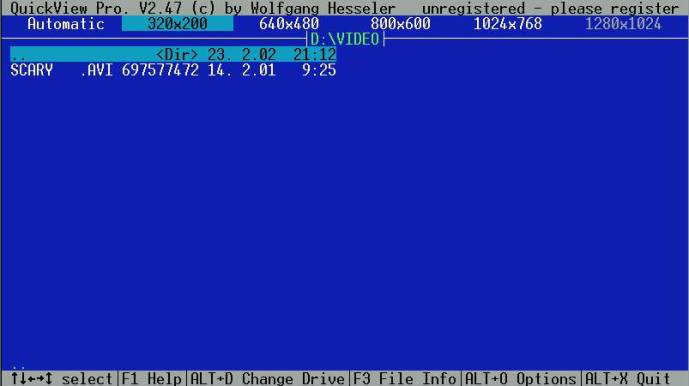 QuickView Pro. V2.47 (c) by Wolfgang Hesseler unregistered - please register
Automatic 320x200 640x480 800x600 1024x768 1280x1024
D:\VIDEO
.. <Dir> 23. 2.02 21:12
SCARY .AVI 697577472 14. 2.01 9:25
..
↑↓←→↕ select|F1 Help|ALT+D Change Drive|F3 File Info|ALT+O Options|ALT+X Quit